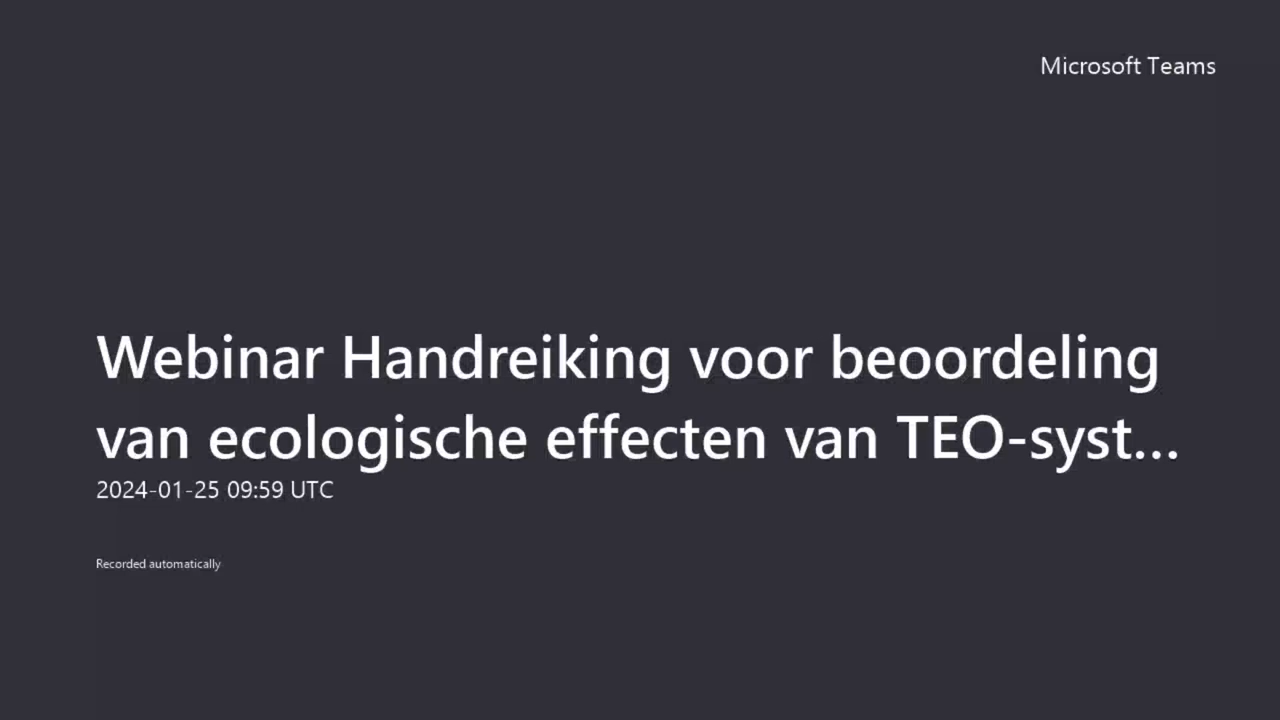 Microsoft Teams
Webinar Handreiking voor beoordeling
van ecologische effecten van TEO-syst...
2024-01-25 09:59 UTC
Recorded automatically